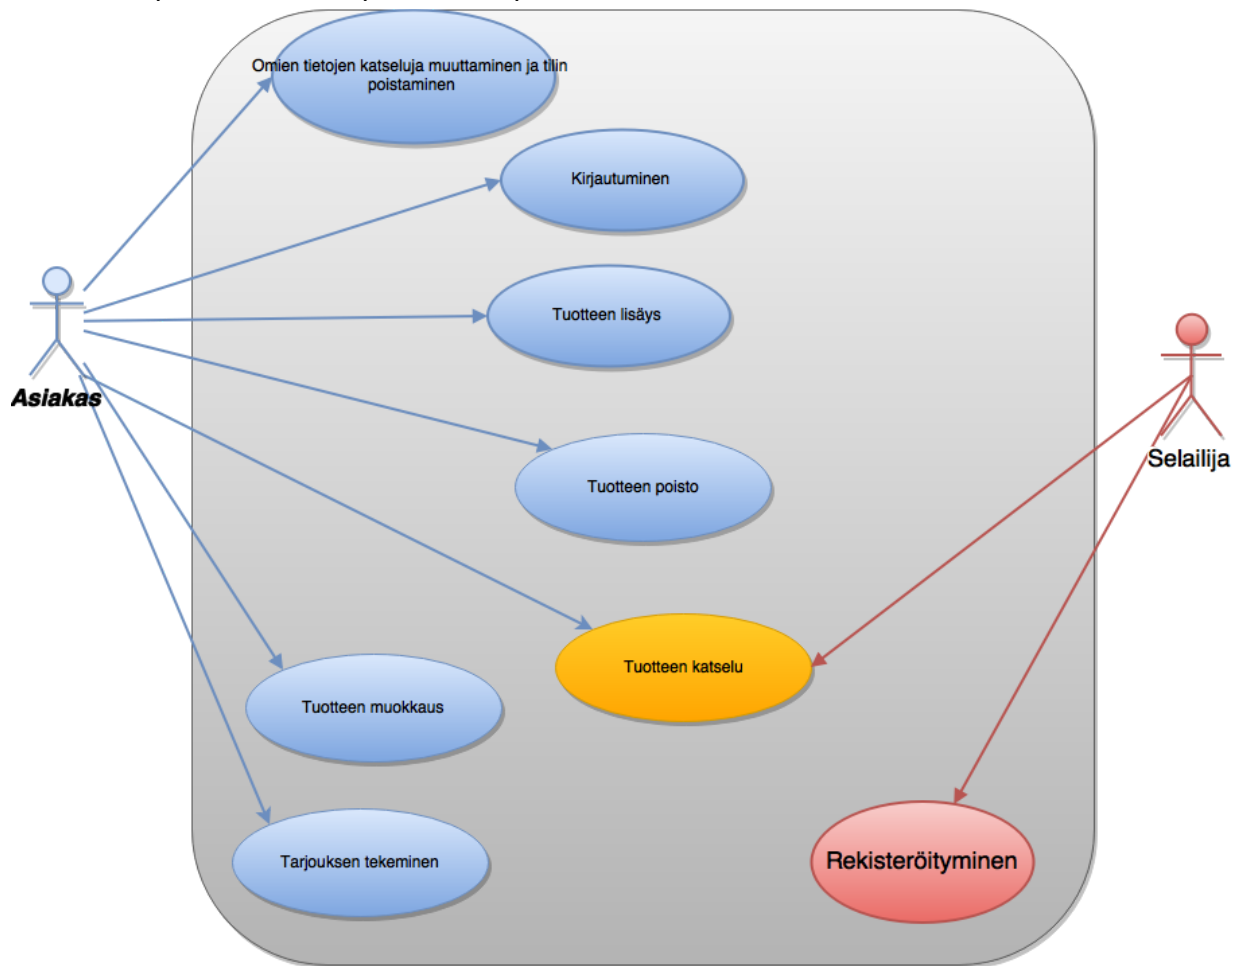 Omien tietojen katseluja muuttaminen ja tilin
poistaminen
Kirjautuminen
Tuotteen lisäys
Asiakas
Selailija
Tuotteen poisto
Tuotteen katselu
Tuotteen muokkaus
Tarjouksen tekeminen
Rekisteröityminen